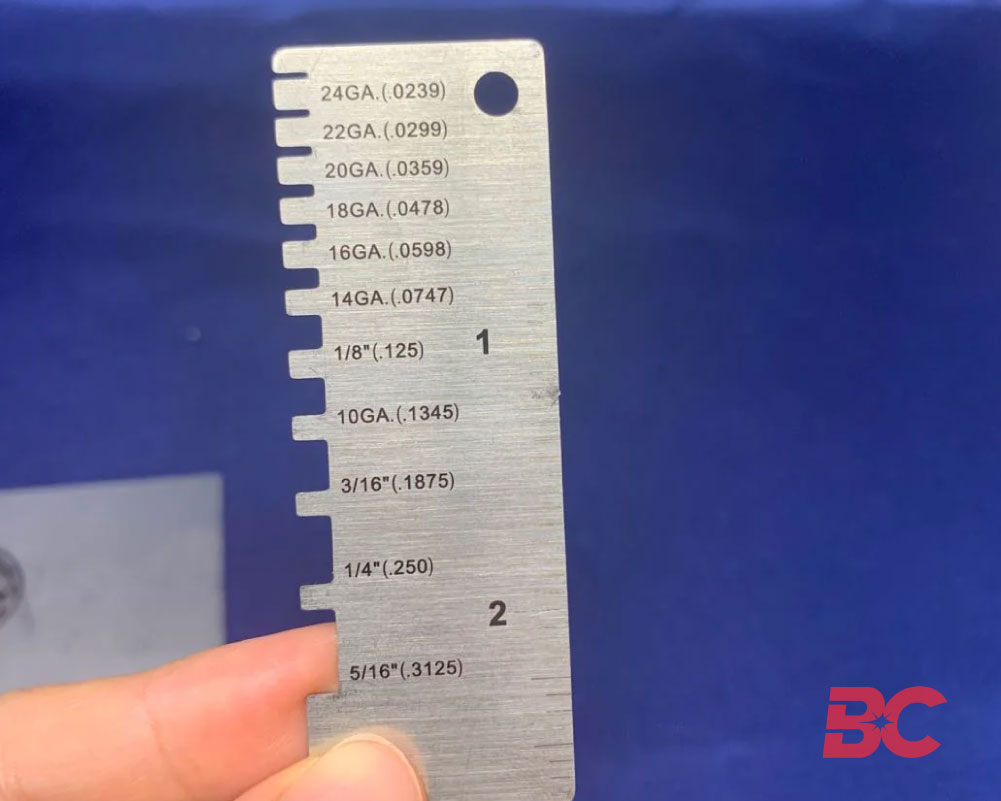 24GA.(.0239)
22GA.(.0299)
20GA.(.0359)
18GA.(.0478)
16GA.(.0598)
14GA.(.0747)
1/8"(.125)
1
10GA.(.1345)
3/16"(.1875)
1/4"(.250)
2
5/16"(.3125)
BC